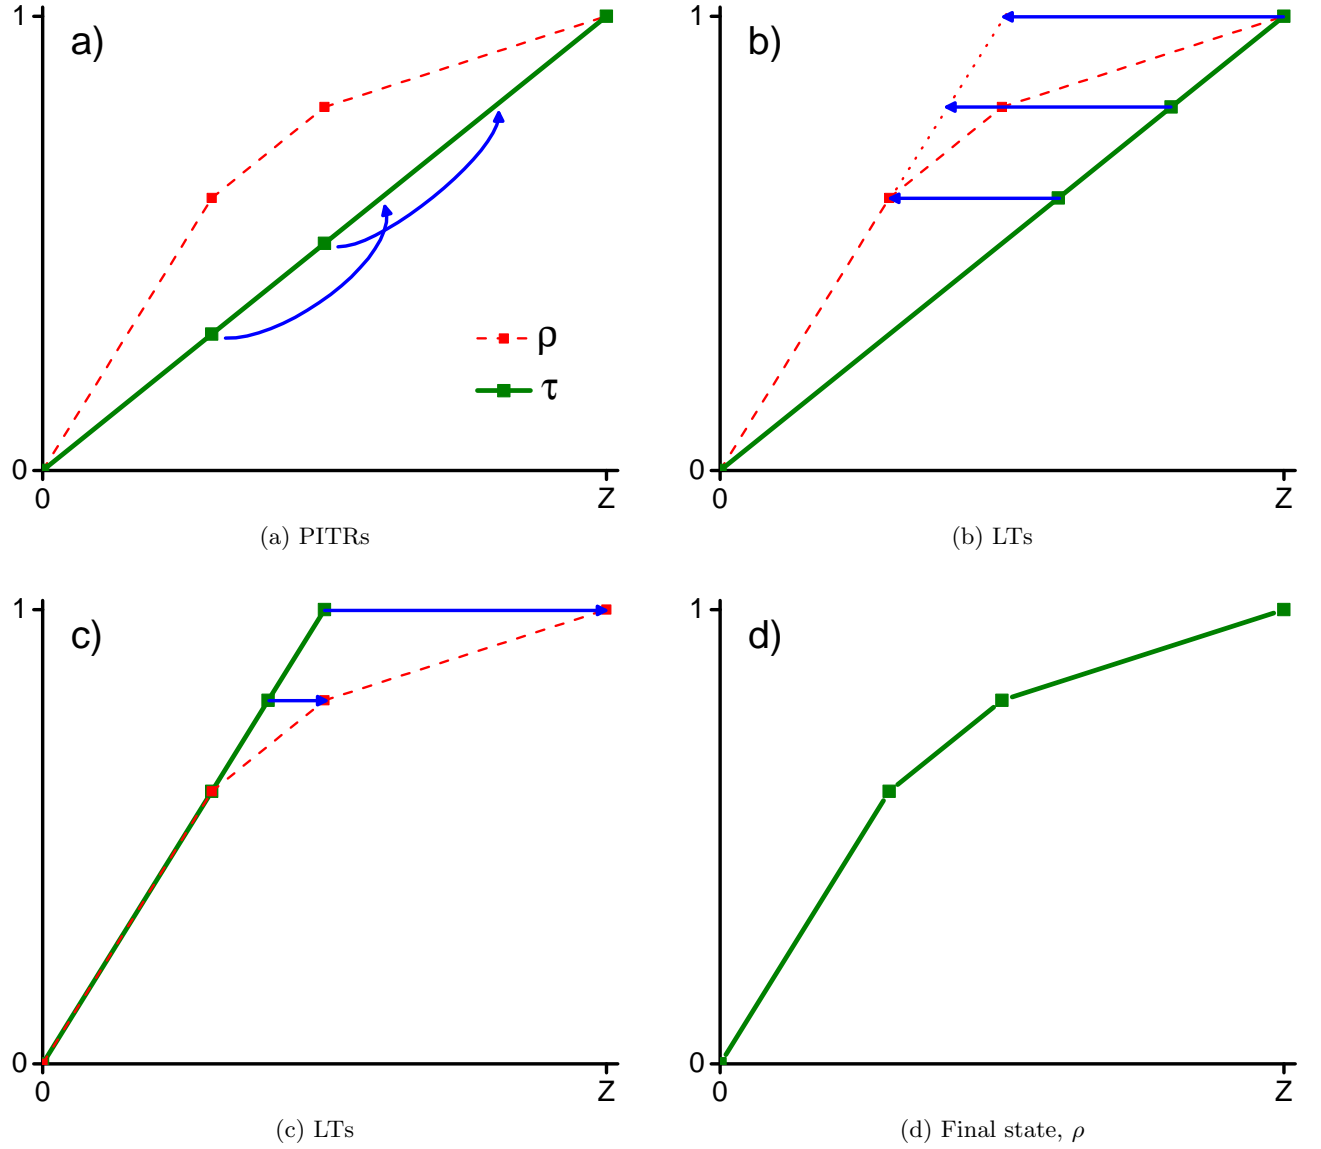 1
a)
ρ
τ
0
0 Z
(a) PITRs
1
b)
0
0 Z
(b) LTs
1
c)
0
0 Z
(c) LTs
1
d)
0
0 Z
(d) Final state, ρ